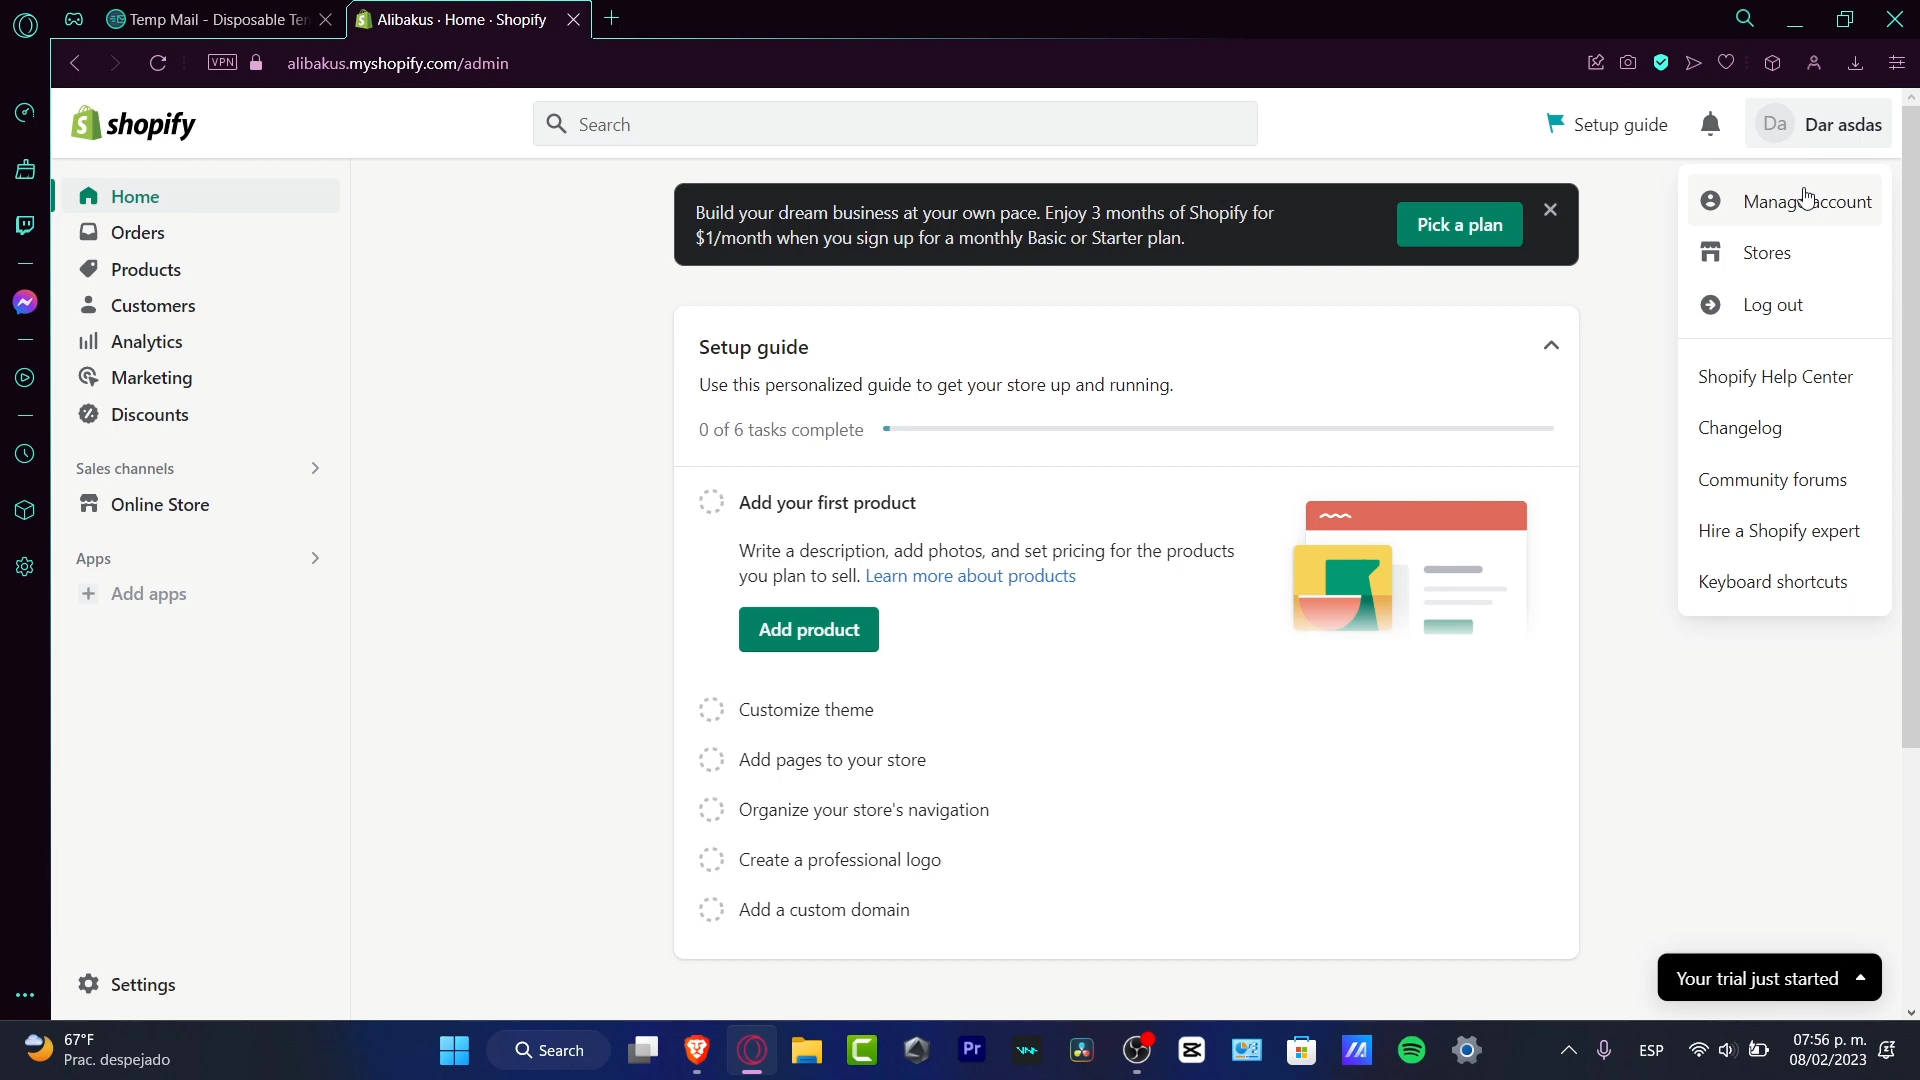 Temp Mail - Disposable Ter
Alibakus · Home · Shopify
VPN
alibakus.myshopify.com/admin
shopify
Search
Setup guide
Da
Dar asdas
Home
Orders
Products
Customers
Analytics
Marketing
Discounts
Sales channels
Online Store
Apps
Add apps
Settings
Build your dream business at your own pace. Enjoy 3 months of Shopify for
$1/month when you sign up for a monthly Basic or Starter plan.
Pick a plan
Setup guide
Use this personalized guide to get your store up and running.
0 of 6 tasks complete
Add your first product
Write a description, add photos, and set pricing for the products
you plan to sell. Learn more about products
Add product
Customize theme
Add pages to your store
Organize your store's navigation
Create a professional logo
Add a custom domain
Manage account
Stores
Log out
Shopify Help Center
Changelog
Community forums
Hire a Shopify expert
Keyboard shortcuts
Your trial just started
67°F
Prac. despejado
Search
Pr
ESP
07:56 p. m.
08/02/2023